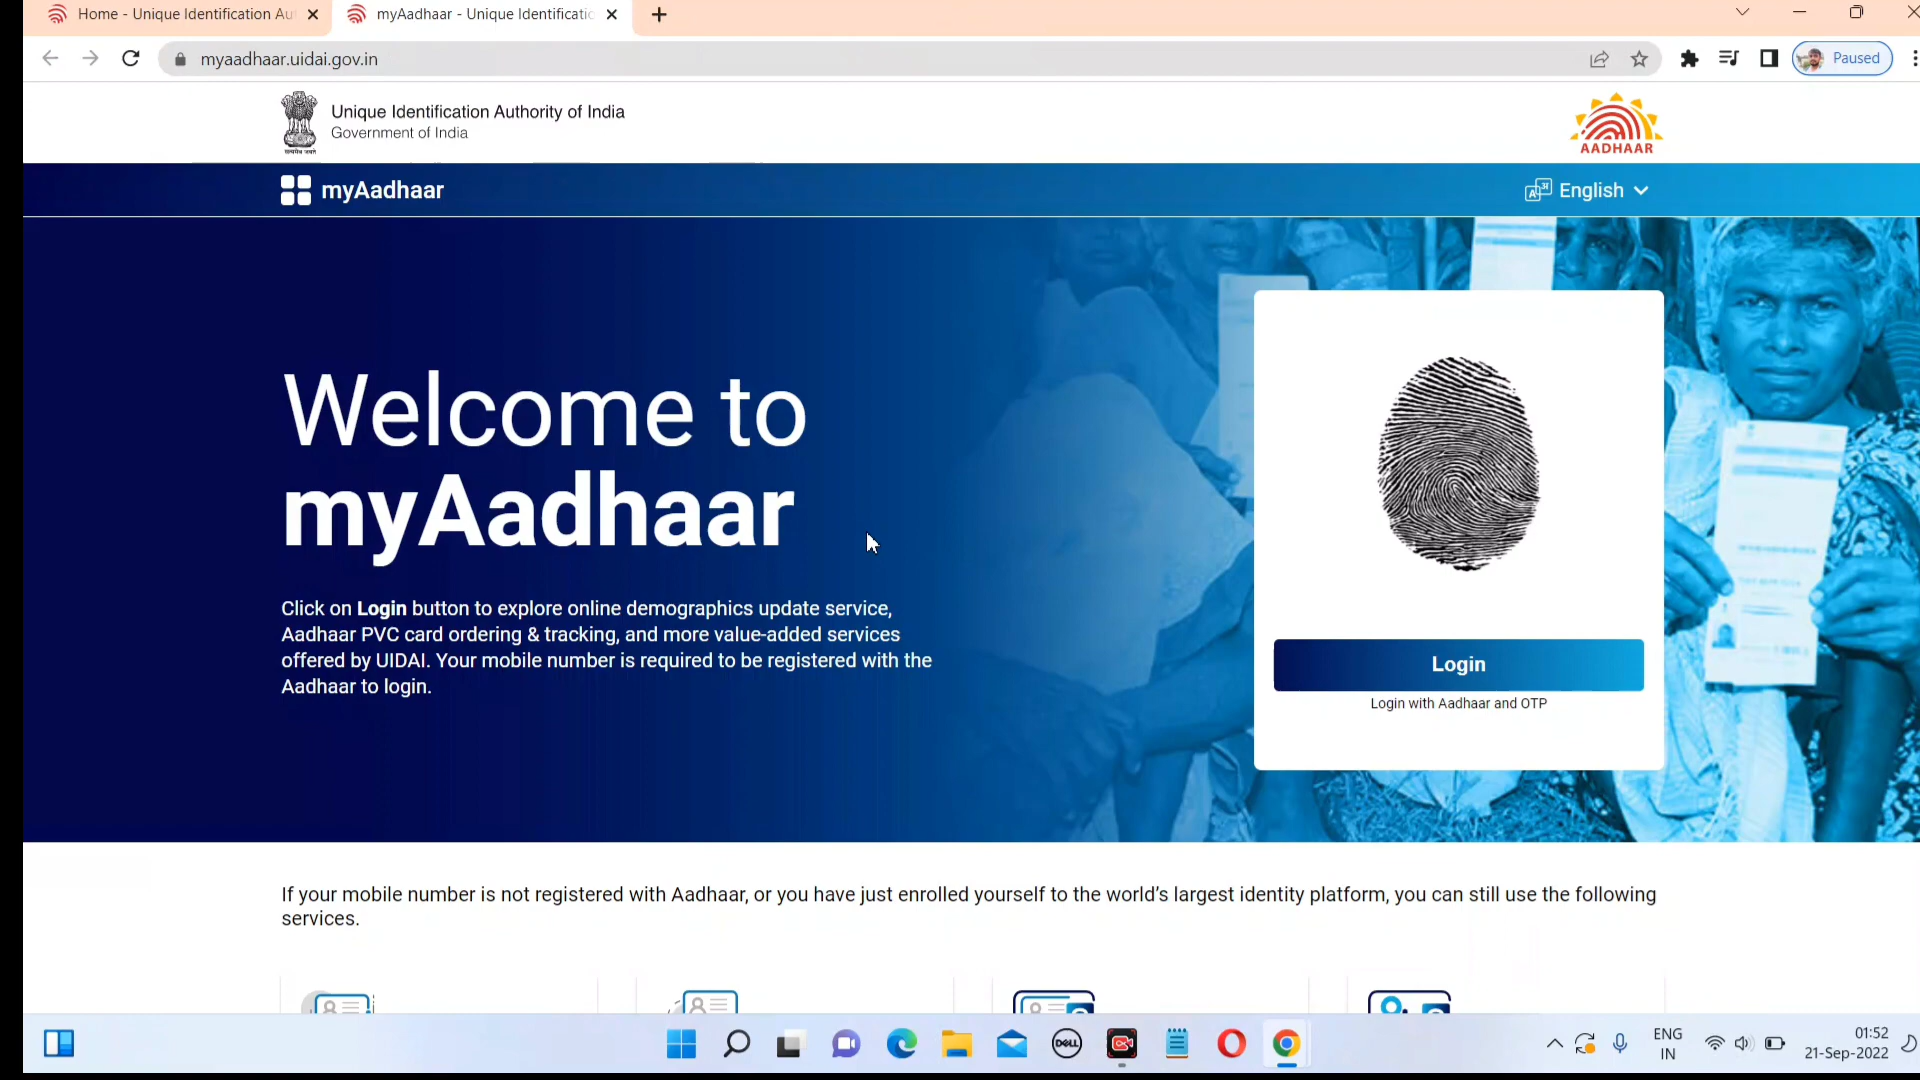 Home - Unique Identification Au
myAadhaar - Unique Identificatio
myaadhaar.uidai.gov.in
Paused
Unique Identification Authority of India
Government of India
सत्यमेव जयते
AADHAAR
myAadhaar
English
Welcome to
myAadhaar
Click on Login button to explore online demographics update service,
Aadhaar PVC card ordering & tracking, and more value-added services
offered by UIDAI. Your mobile number is required to be registered with the
Aadhaar to login.
Login
Login with Aadhaar and OTP
If your mobile number is not registered with Aadhaar, or you have just enrolled yourself to the world’s largest identity platform, you can still use the following
services.
DELL
ENG
IN
01:52
21-Sep-2022